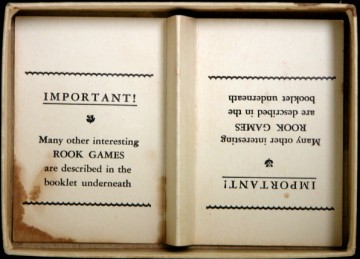 IMPORTANT!
Many other interesting
ROOK GAMES
are described in the
booklet underneath
IMPORTANT!
Many other interesting
ROOK GAMES
are described in the
booklet underneath